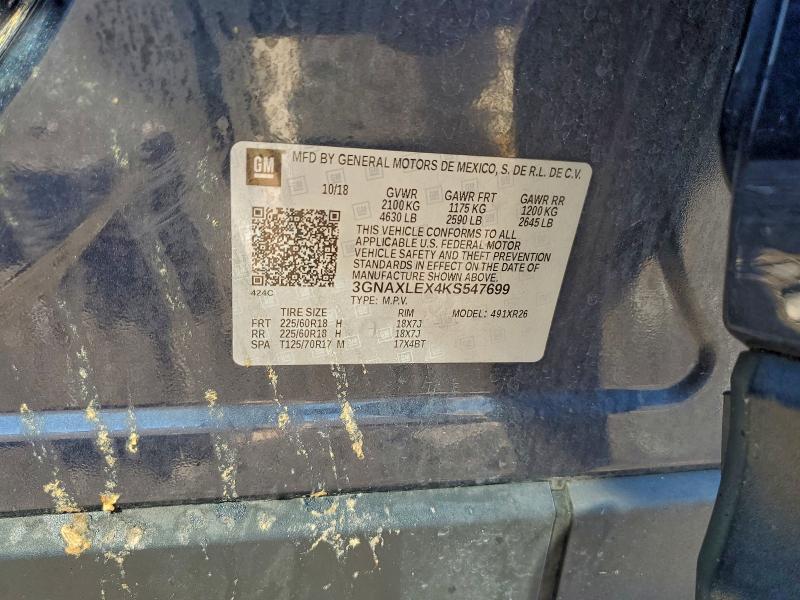 GM MFD BY GENERAL MOTORS DE MEXICO, S. DE R.L. DE C.V.
10/18 GVWR GAWR FRT GAWR RR
2100 KG 1175 KG 1200 KG
4630 LB 2590 LB 2645 LB
THIS VEHICLE CONFORMS TO ALL
APPLICABLE U.S. FEDERAL MOTOR
VEHICLE SAFETY AND THEFT PREVENTION
STANDARDS IN EFFECT ON THE DATE OF
MANUFACTURE SHOWN ABOVE.
424C 3GNAXLEX4KS547699
TYPE: M.P.V.
TIRE SIZE RIM MODEL: 491XR26
FRT 225/60R18 H 18X7J
RR 225/60R18 H 18X7J
SPA T125/70R17 M 17X4BT